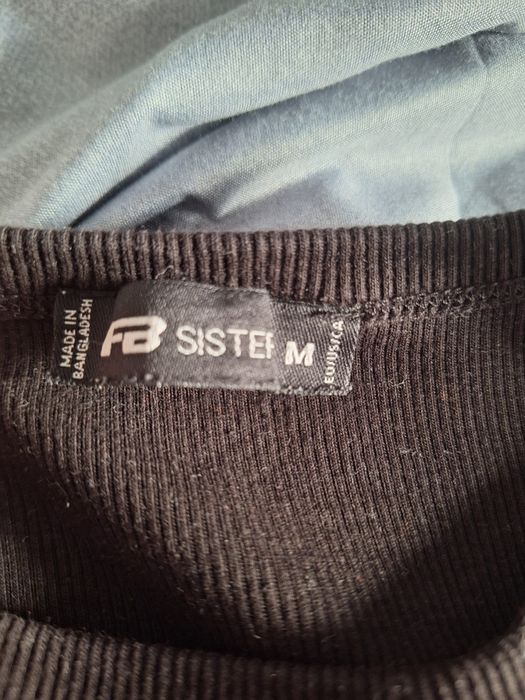 MADE IN
BANGLADESH
FB SISTER
M
EU/US/CA